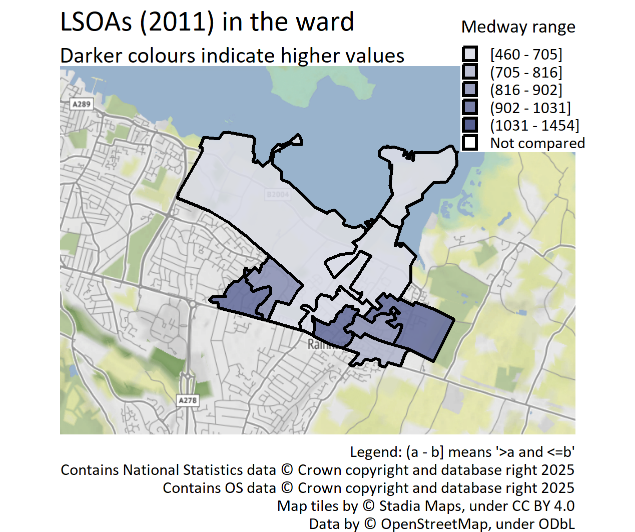 LSOAs (2011) in the ward
Darker colours indicate higher values
Medway range
[460 - 705]
(705 - 816]
(816 - 902]
(902 - 1031]
(1031 - 1454]
Not compared
A289
A278
Legend: (a - b] means '>a and <=b'
Contains National Statistics data © Crown copyright and database right 2025
Contains OS data © Crown copyright and database right 2025
Map tiles by © Stadia Maps, under CC BY 4.0
Data by © OpenStreetMap, under ODbL